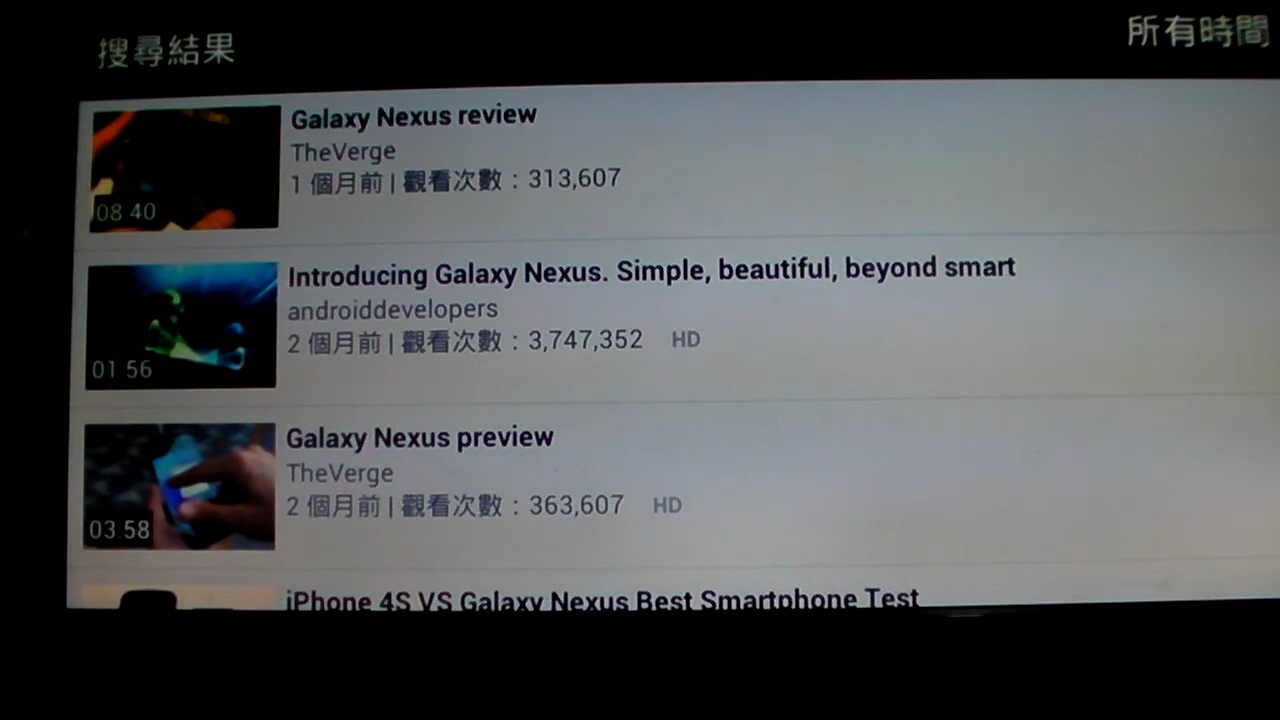 搜尋結果
所有時間
Galaxy Nexus review
TheVerge
1 個月前 | 觀看次數：313,607
08 40
Introducing Galaxy Nexus. Simple, beautiful, beyond smart
androiddevelopers
2 個月前 | 觀看次數：3,747,352 HD
01 56
Galaxy Nexus preview
TheVerge
2 個月前 | 觀看次數：363,607 HD
03 58
iPhone 4S VS Galaxy Nexus Best Smartphone Test